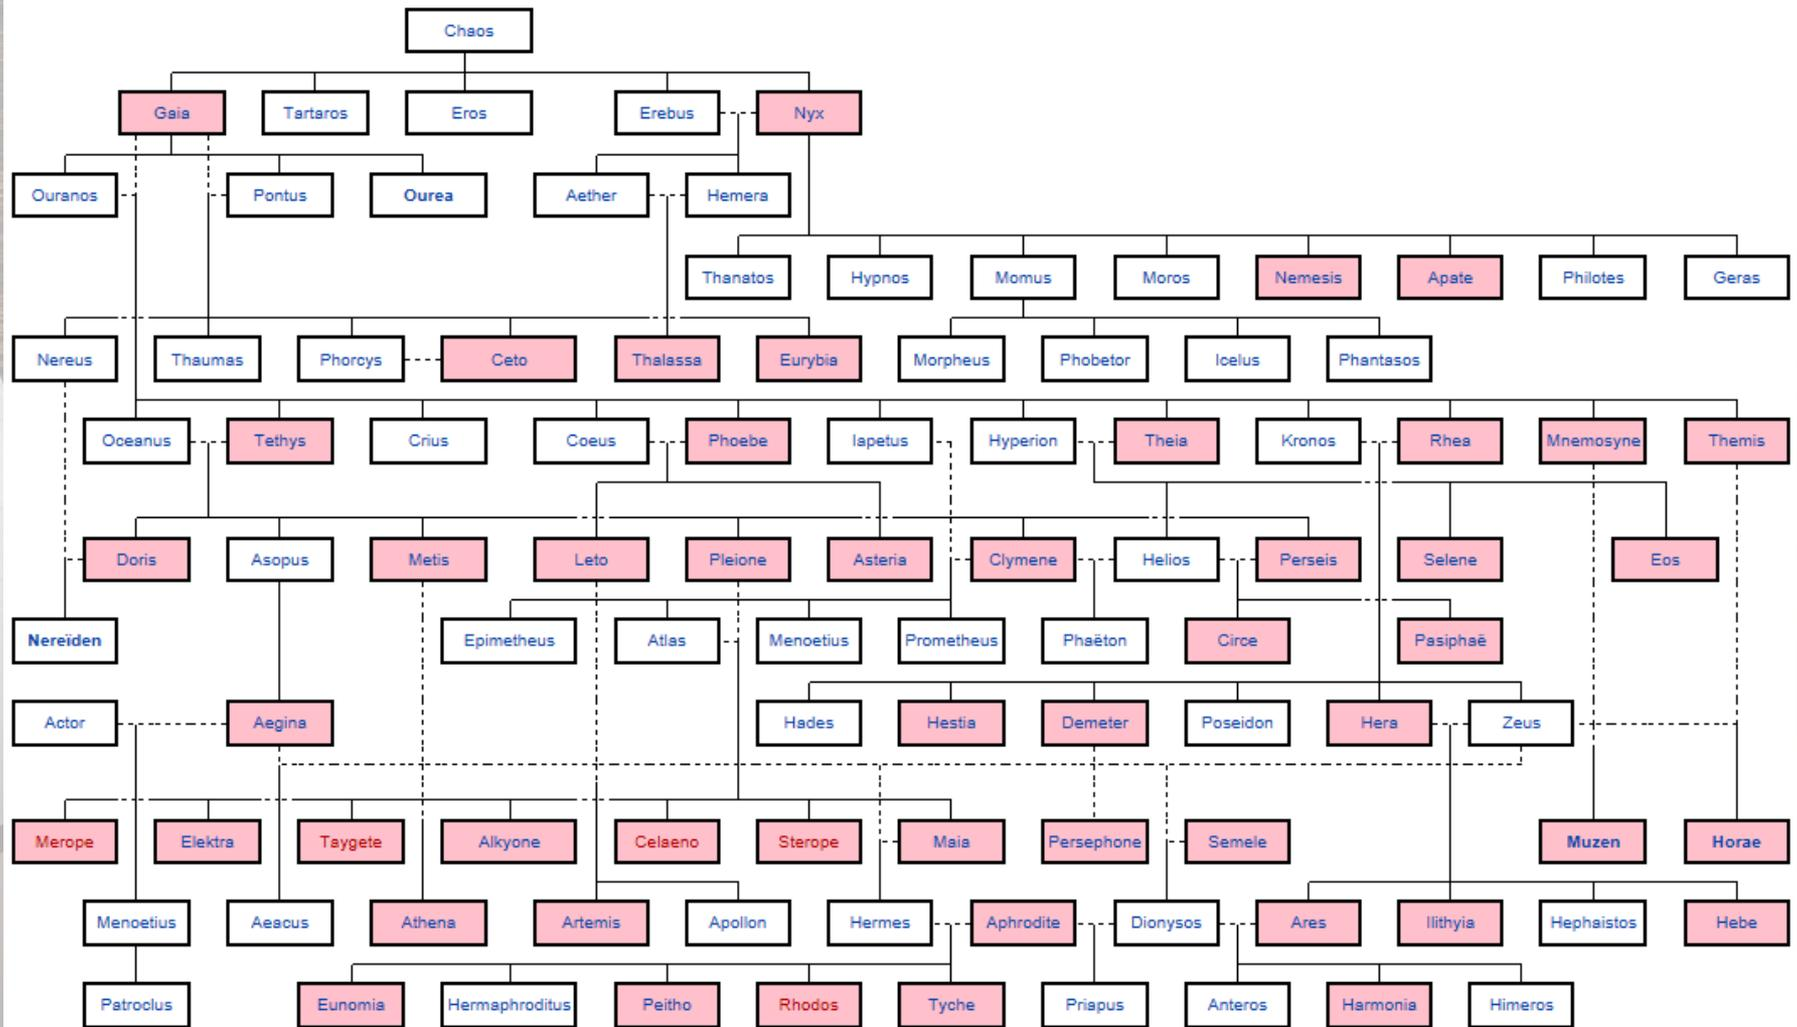 Chaos
Gaia Tartaros Eros Erebus Nyx
Ouranos Pontus Ourea Aether Hemera
Thanatos Hypnos Momus Moros Nemesis Apate Philotes Geras
Nereus Thaumas Phorcys Ceto Thalassa Eurybia Morpheus Phobetor Icelus Phantasos
Oceanus Tethys Crius Coeus Phoebe Iapetus Hyperion Theia Kronos Rhea Mnemosyne Themis
Doris Asopus Metis Leto Pleione Asteria Clymene Helios Perseis Selene Eos
Nereïden Epimetheus Atlas Menoetius Prometheus Phaëton Circe Pasiphaë
Actor Aegina Hades Hestia Demeter Poseidon Hera Zeus
Merope Elektra Taygete Alkyone Celaeno Sterope Maia Persephone Semele Muzen Horae
Menoetius Aeacus Athena Artemis Apollon Hermes Aphrodite Dionysos Ares Ilithyia Hephaistos Hebe
Patroclus Eunomia Hermaphroditus Peitho Rhodos Tyche Priapus Anteros Harmonia Himeros